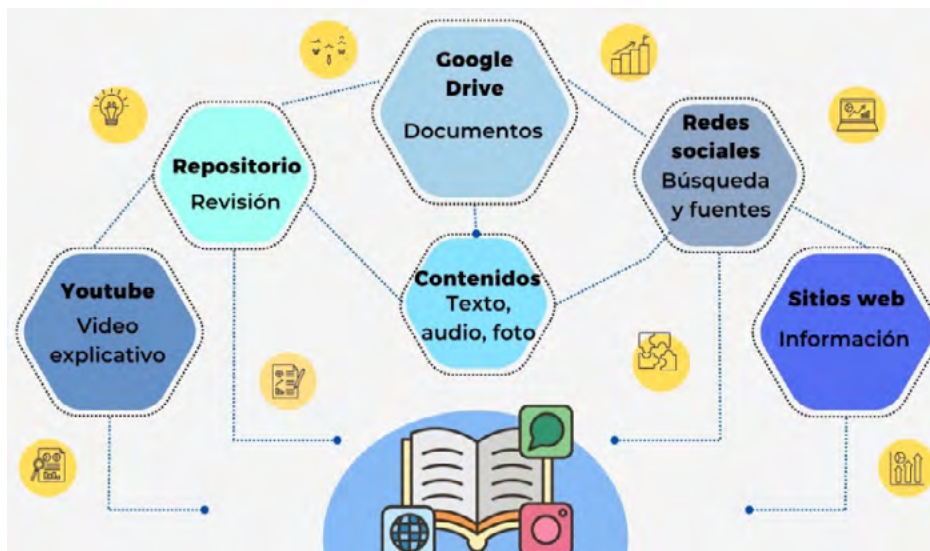 Google
Drive
Documentos
Repositorio
Revisión
Redes
sociales
Búsqueda
y fuentes
Youtube
Video
explicativo
Contenidos
Texto,
audio, foto
Sitios web
Información